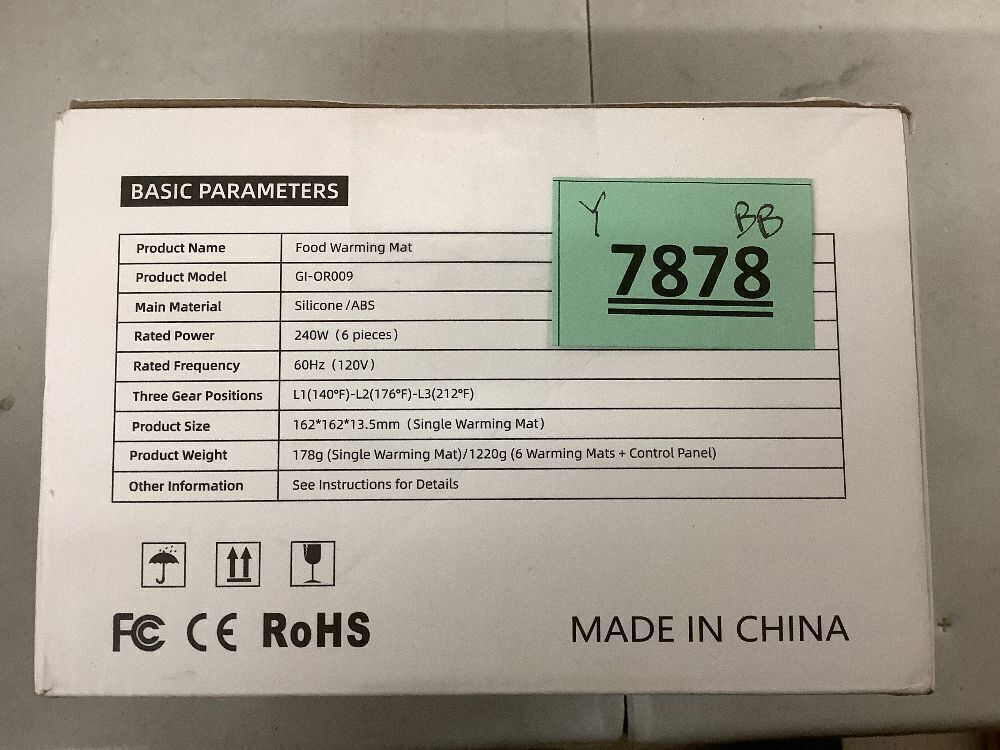 BASIC PARAMETERS
Y BB
7878
Product Name Food Warming Mat
Product Model GI-OR009
Main Material Silicone /ABS
Rated Power 240W (6 pieces)
Rated Frequency 60Hz (120V)
Three Gear Positions L1(140°F)-L2(176°F)-L3(212°F)
Product Size 162*162*13.5mm (Single Warming Mat)
Product Weight 178g (Single Warming Mat)/1220g (6 Warming Mats + Control Panel)
Other Information See Instructions for Details
FC CE RoHS
MADE IN CHINA